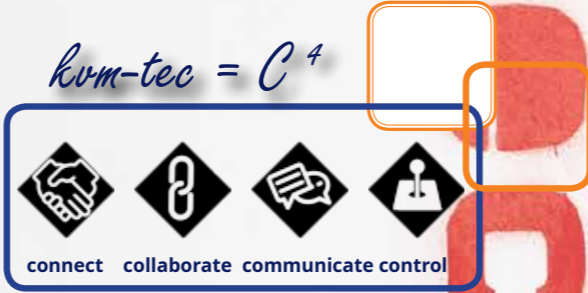 kvm-tec = C⁴
connect collaborate communicate control